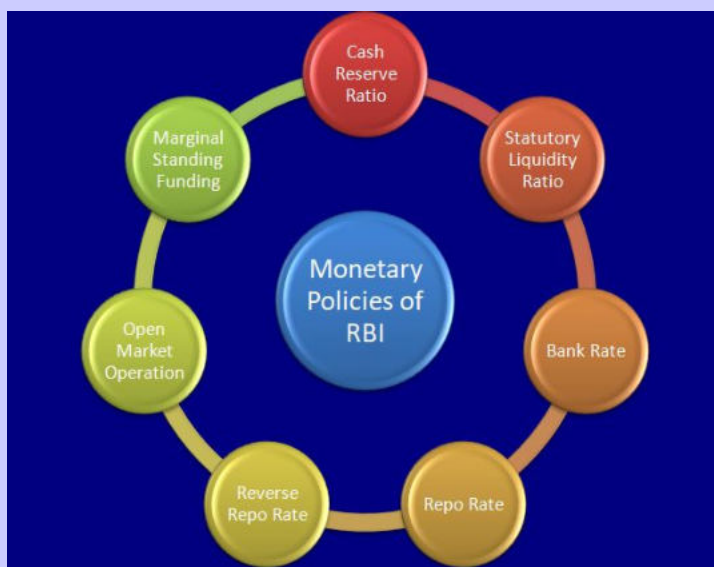 Cash
Reserve
Ratio
Statutory
Liquidity
Ratio
Bank Rate
Repo Rate
Reverse
Repo Rate
Open
Market
Operation
Marginal
Standing
Funding
Monetary
Policies of
RBI